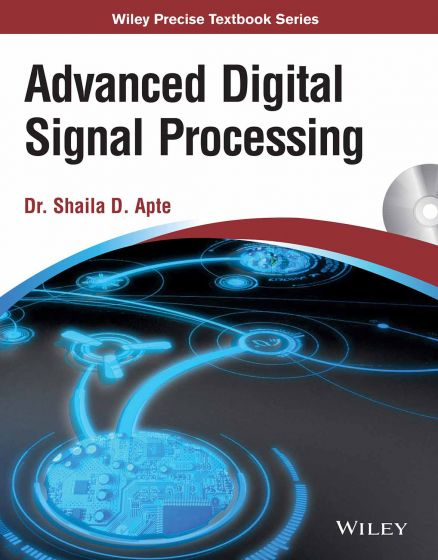 Wiley Precise Textbook Series
Advanced Digital
Signal Processing
Dr. Shaila D. Apte
WILEY